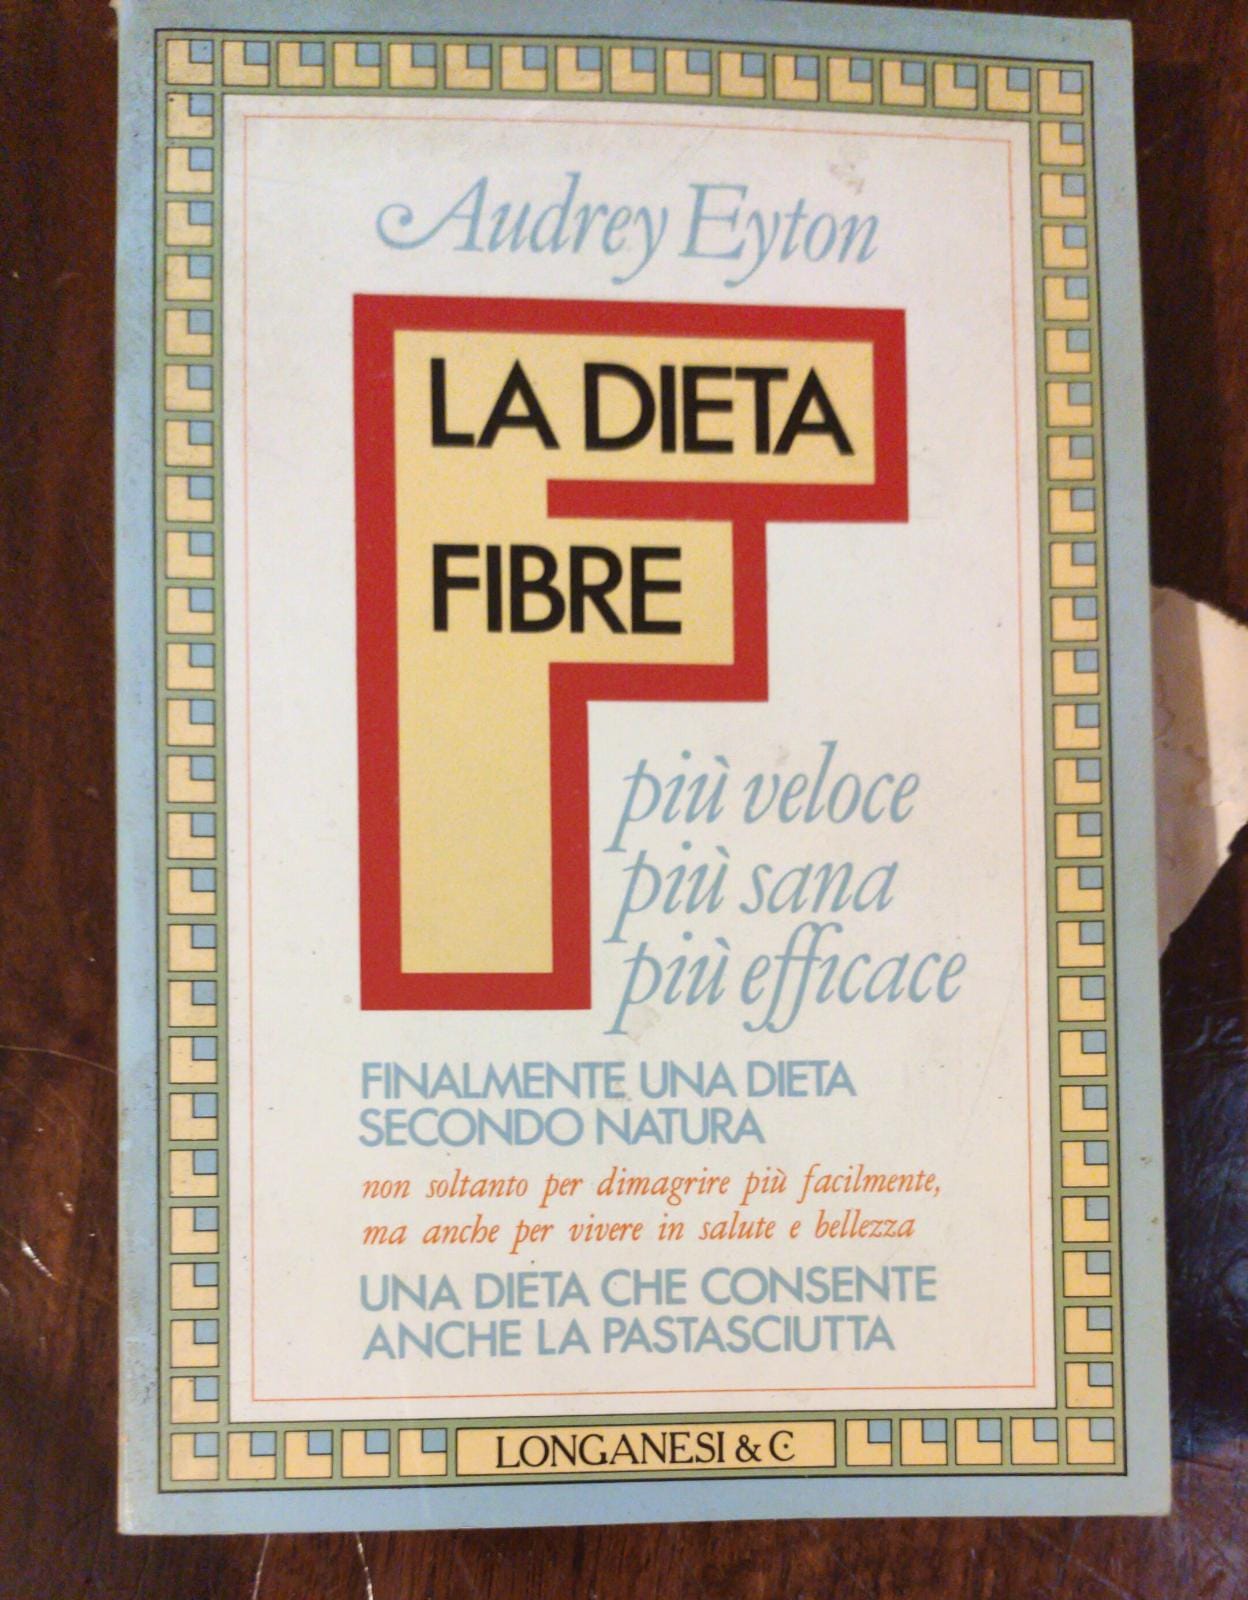 Audrey Eyton
LA DIETA
FIBRE
più veloce
più sana
più efficace
FINALMENTE UNA DIETA
SECONDO NATURA
non soltanto per dimagrire più facilmente,
ma anche per vivere in salute e bellezza
UNA DIETA CHE CONSENTE
ANCHE LA PASTASCIUTTA
LONGANESI & C.